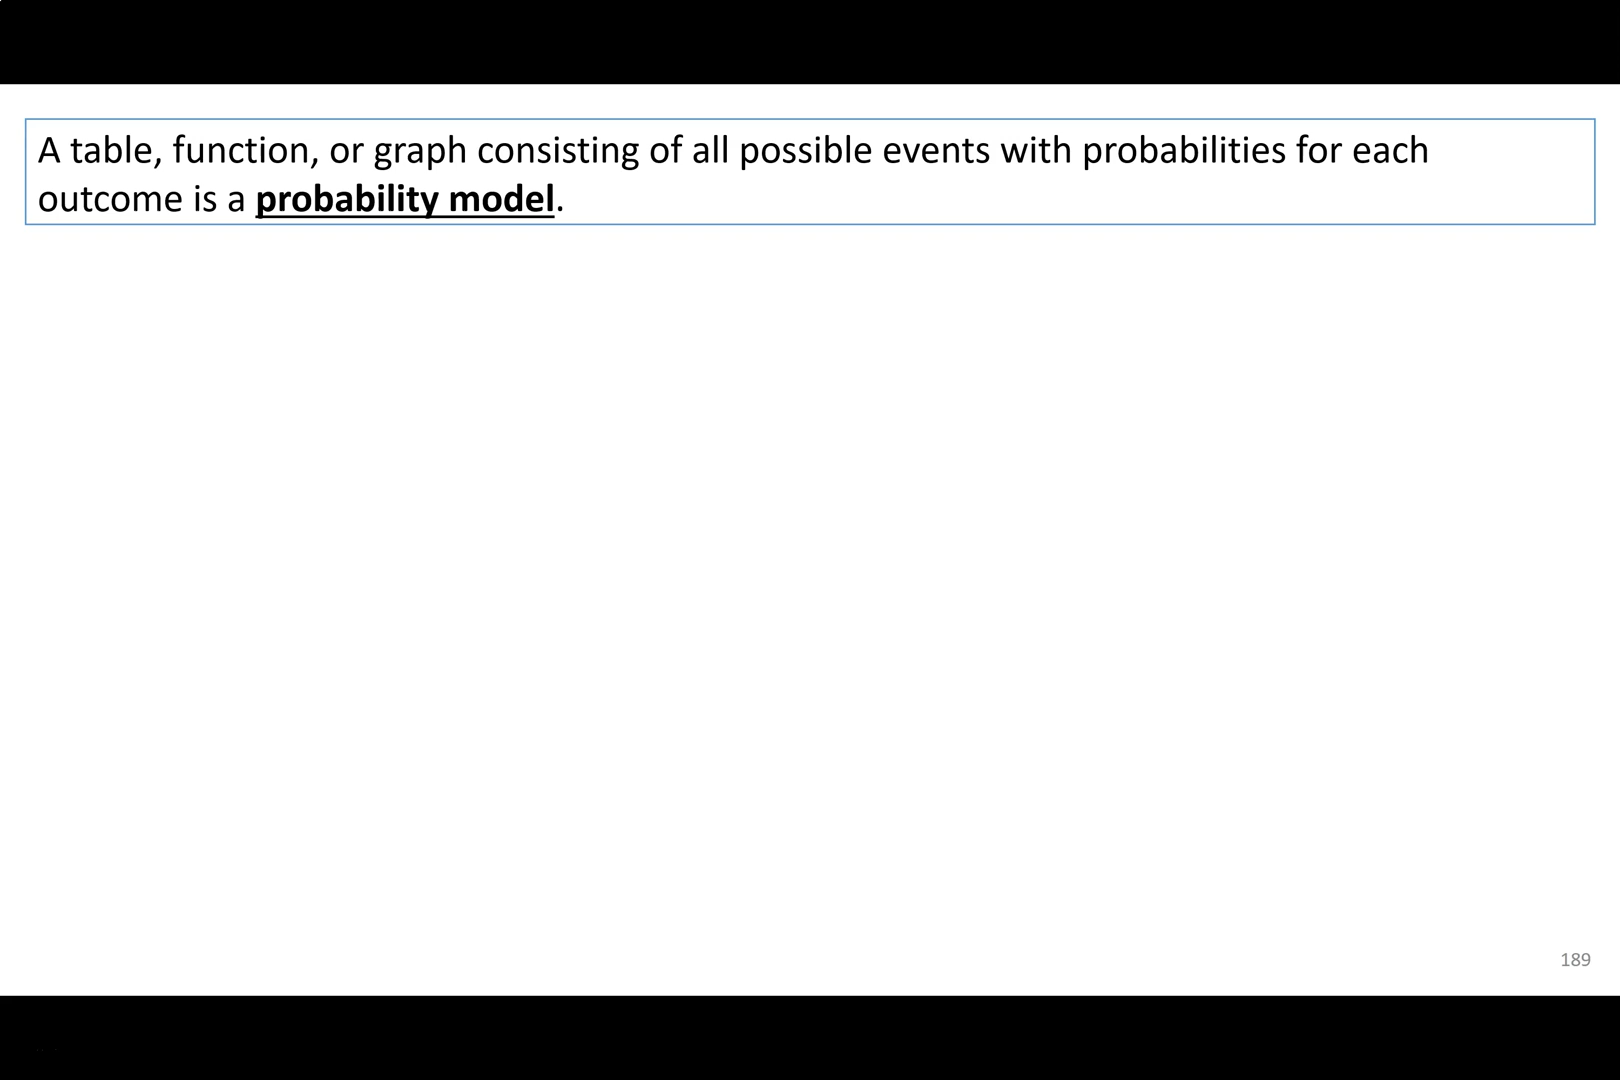 A table, function, or graph consisting of all possible events with probabilities for each
outcome is a probability model.
189